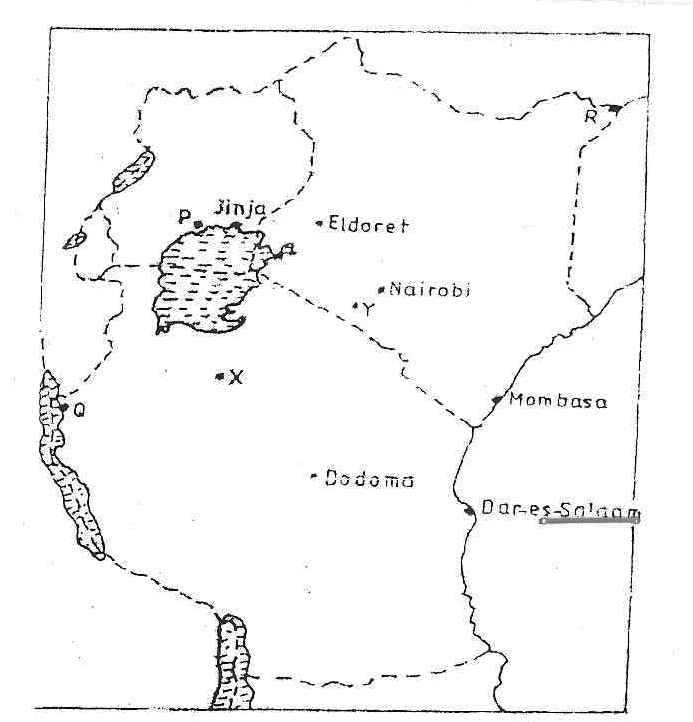 R
P Jinja
Eldoret
Nairobi
Y
X
Mombasa
Q
Dodoma
Dar-es-Salaam